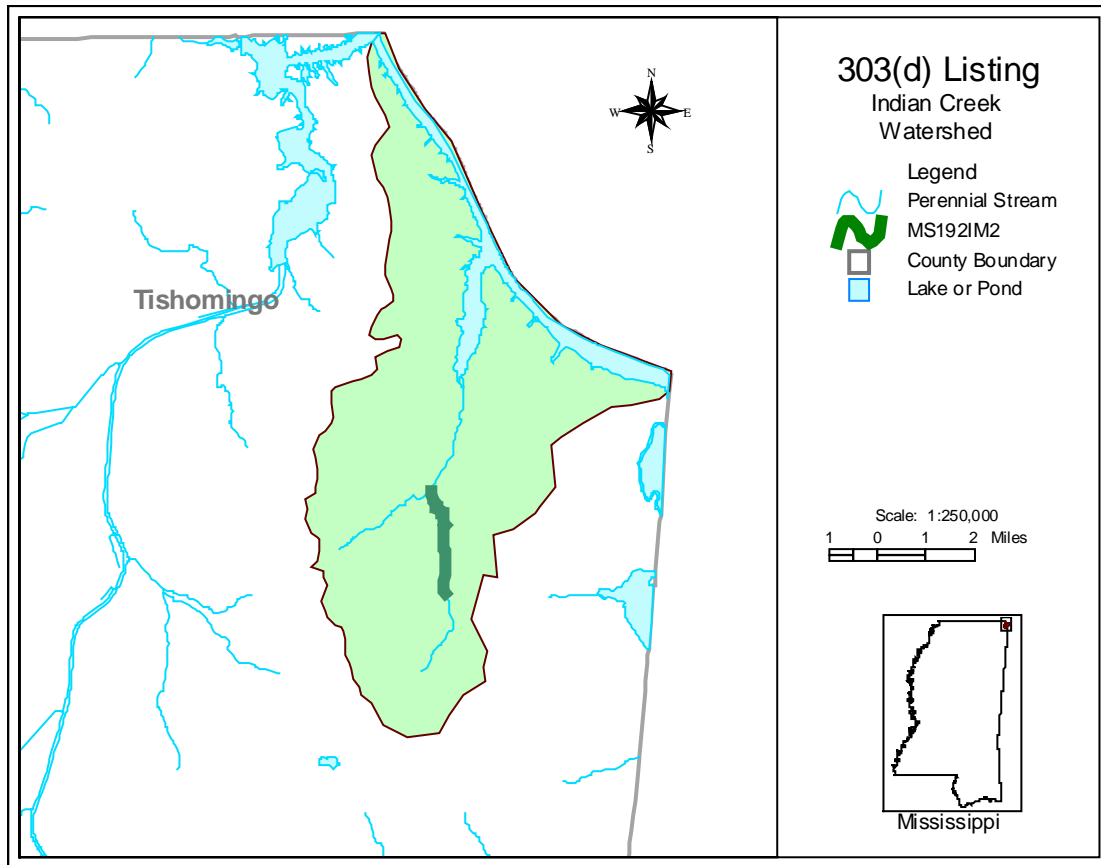 303(d) Listing
Indian Creek
Watershed
N
W
E
S
Legend
Perennial Stream
MS192IM2
County Boundary
Lake or Pond
Tishomingo
Scale: 1:250,000
1 0 1 2 Miles
Mississippi